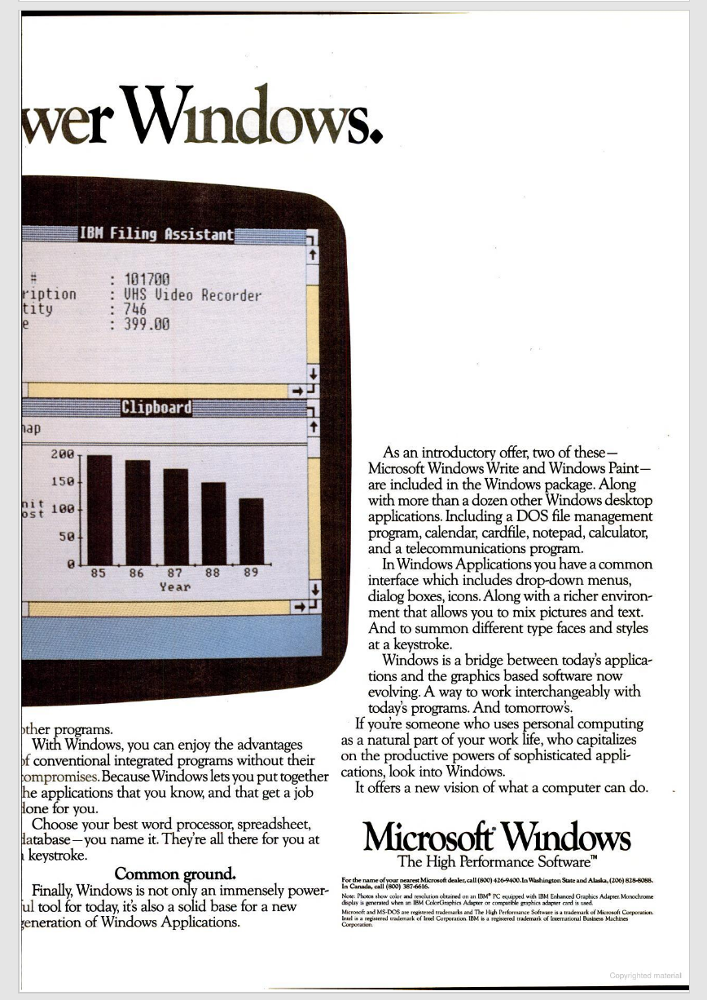 wer Windows.
IBM Filing Assistant
# : 101700
ription : VHS Video Recorder
tity : 746
e : 399.00
Clipboard
map
200
150
nit
ost 100
50
0
85 86 87 88 89
Year
other programs.
With Windows, you can enjoy the advantages
of conventional integrated programs without their
compromises. Because Windows lets you put together
he applications that you know, and that get a job
done for you.
Choose your best word processor, spreadsheet,
database—you name it. They're all there for you at
a keystroke.
Common ground.
Finally, Windows is not only an immensely power-
ful tool for today, it's also a solid base for a new
generation of Windows Applications.
As an introductory offer, two of these—
Microsoft Windows Write and Windows Paint—
are included in the Windows package. Along
with more than a dozen other Windows desktop
applications. Including a DOS file management
program, calendar, cardfile, notepad, calculator,
and a telecommunications program.
In Windows Applications you have a common
interface which includes drop-down menus,
dialog boxes, icons. Along with a richer environ-
ment that allows you to mix pictures and text.
And to summon different type faces and styles
at a keystroke.
Windows is a bridge between today's applica-
tions and the graphics based software now
evolving. A way to work interchangeably with
today's programs. And tomorrow's.
If you're someone who uses personal computing
as a natural part of your work life, who capitalizes
on the productive powers of sophisticated appli-
cations, look into Windows.
It offers a new vision of what a computer can do.
Microsoft® Windows
The High Performance Software™
For the name of your nearest Microsoft dealer, call (800) 426-9400. In Washington State and Alaska, (206) 828-8088.
In Canada, call (800) 387-6616.
Note: Photos show color and resolution obtained on an IBM® PC equipped with IBM Enhanced Graphics Adapter. Monochrome
display is generated when an IBM ColorGraphics Adapter or compatible graphics adapter card is used.
Microsoft and MS-DOS are registered trademarks and The High Performance Software is a trademark of Microsoft Corporation.
Intel is a registered trademark of Intel Corporation. IBM is a registered trademark of International Business Machines
Corporation.
Copyrighted material